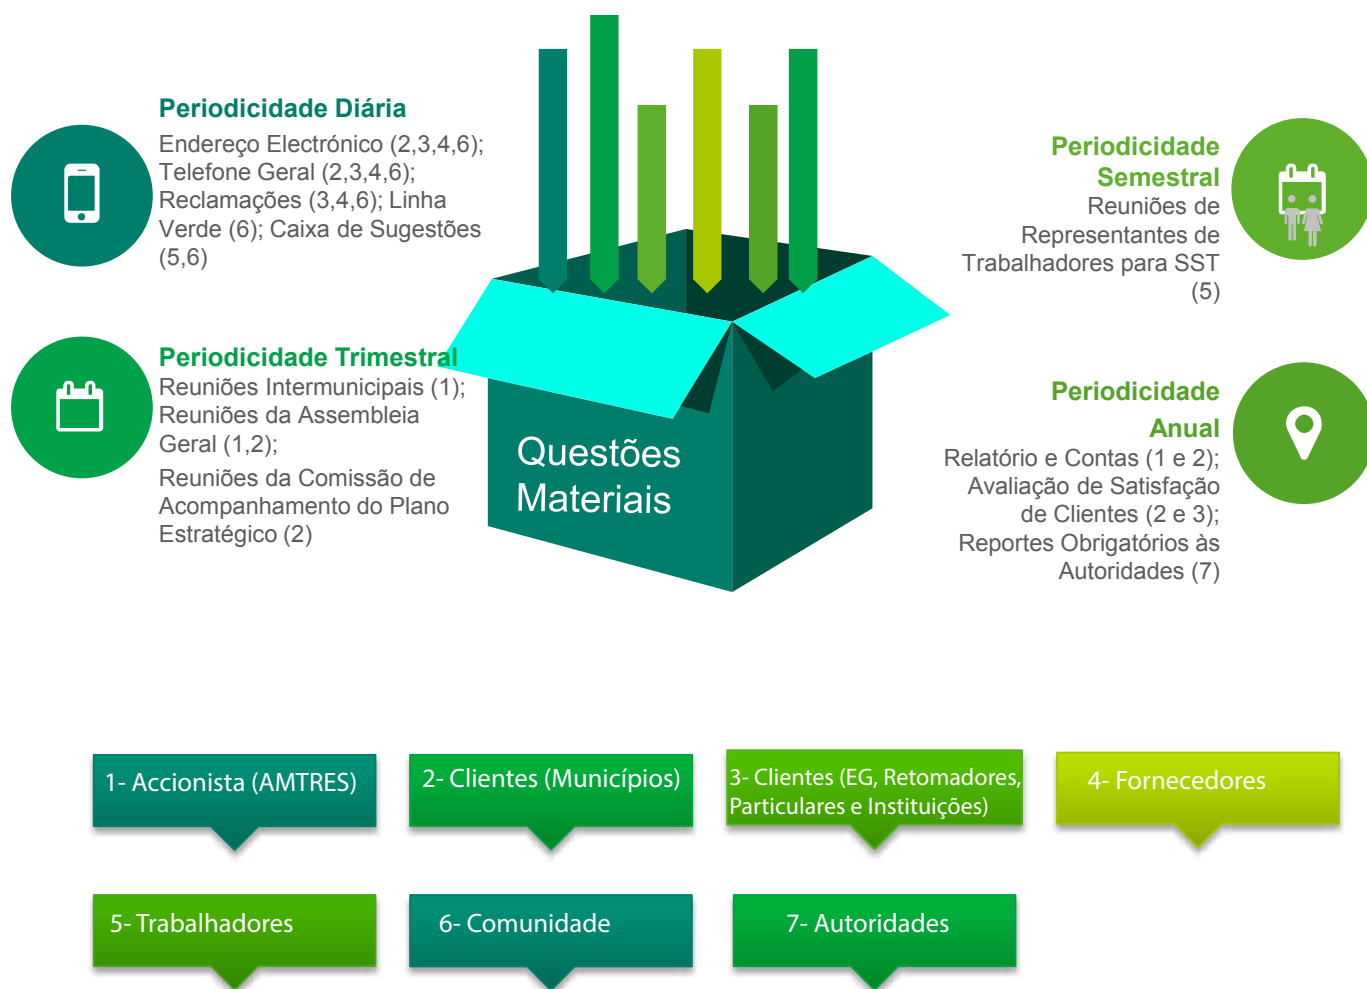 Periodicidade Diária
Endereço Electrónico (2,3,4,6);
Telefone Geral (2,3,4,6);
Reclamações (3,4,6); Linha
Verde (6); Caixa de Sugestões
(5,6)
Periodicidade Trimestral
Reuniões Intermunicipais (1);
Reuniões da Assembleia
Geral (1,2);
Reuniões da Comissão de
Acompanhamento do Plano
Estratégico (2)
Questões
Materiais
Periodicidade
Semestral
Reuniões de
Representantes de
Trabalhadores para SST
(5)
Periodicidade
Anual
Relatório e Contas (1 e 2);
Avaliação de Satisfação
de Clientes (2 e 3);
Reportes Obrigatórios às
Autoridades (7)
1- Accionista (AMTRES)
2- Clientes (Municípios)
3- Clientes (EG, Retomadores,
Particulares e Instituições)
4- Fornecedores
5- Trabalhadores
6- Comunidade
7- Autoridades